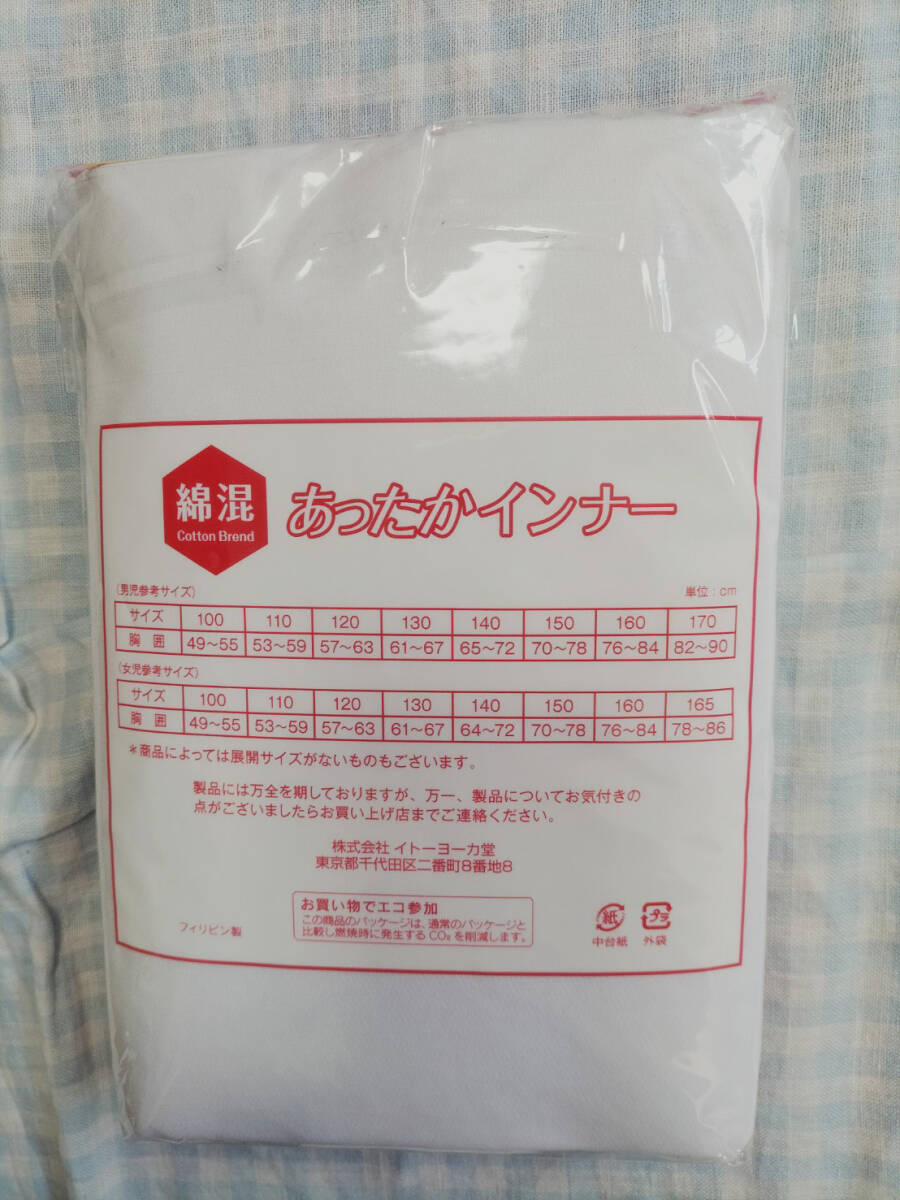 綿混
Cotton Brend
あったかインナー
(男児参考サイズ)
単位:cm
サイズ 100 110 120 130 140 150 160 170
胸囲 49〜55 53〜59 57〜63 61〜67 65〜72 70〜78 76〜84 82〜90
(女児参考サイズ)
サイズ 100 110 120 130 140 150 160 165
胸囲 49〜55 53〜59 57〜63 61〜67 64〜72 70〜78 76〜84 78〜86
*商品によっては展開サイズがないものもございます。
製品には万全を期しておりますが、万一、製品についてお気付きの
点がございましたらお買い上げ店までご連絡ください。
株式会社 イトーヨーカ堂
東京都千代田区二番町8番地8
お買い物でエコ参加
この商品のパッケージは、通常のパッケージと
比較し燃焼時に発生するCO₂を削減します。
フィリピン製
紙
中台紙
プラ
外袋